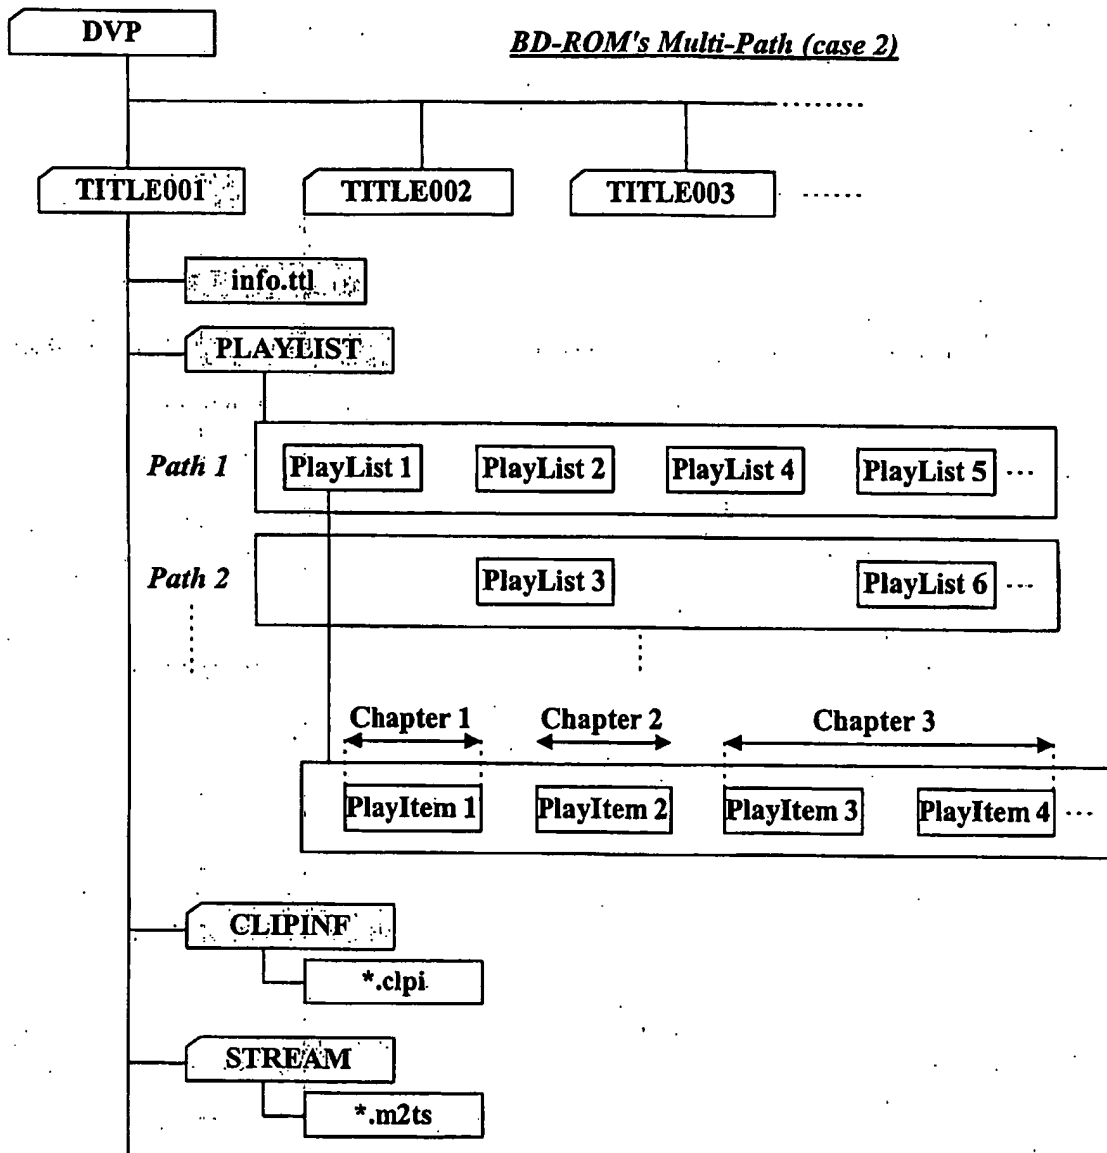 DVP
BD-ROM's Multi-Path (case 2)
TITLE001
TITLE002
TITLE003
info.ttl
PLAYLIST
Path 1
PlayList 1
PlayList 2
PlayList 4
PlayList 5
Path 2
PlayList 3
PlayList 6
Chapter 1
Chapter 2
Chapter 3
PlayItem 1
PlayItem 2
PlayItem 3
PlayItem 4
CLIPINF
*.clpi
STREAM
*.m2ts